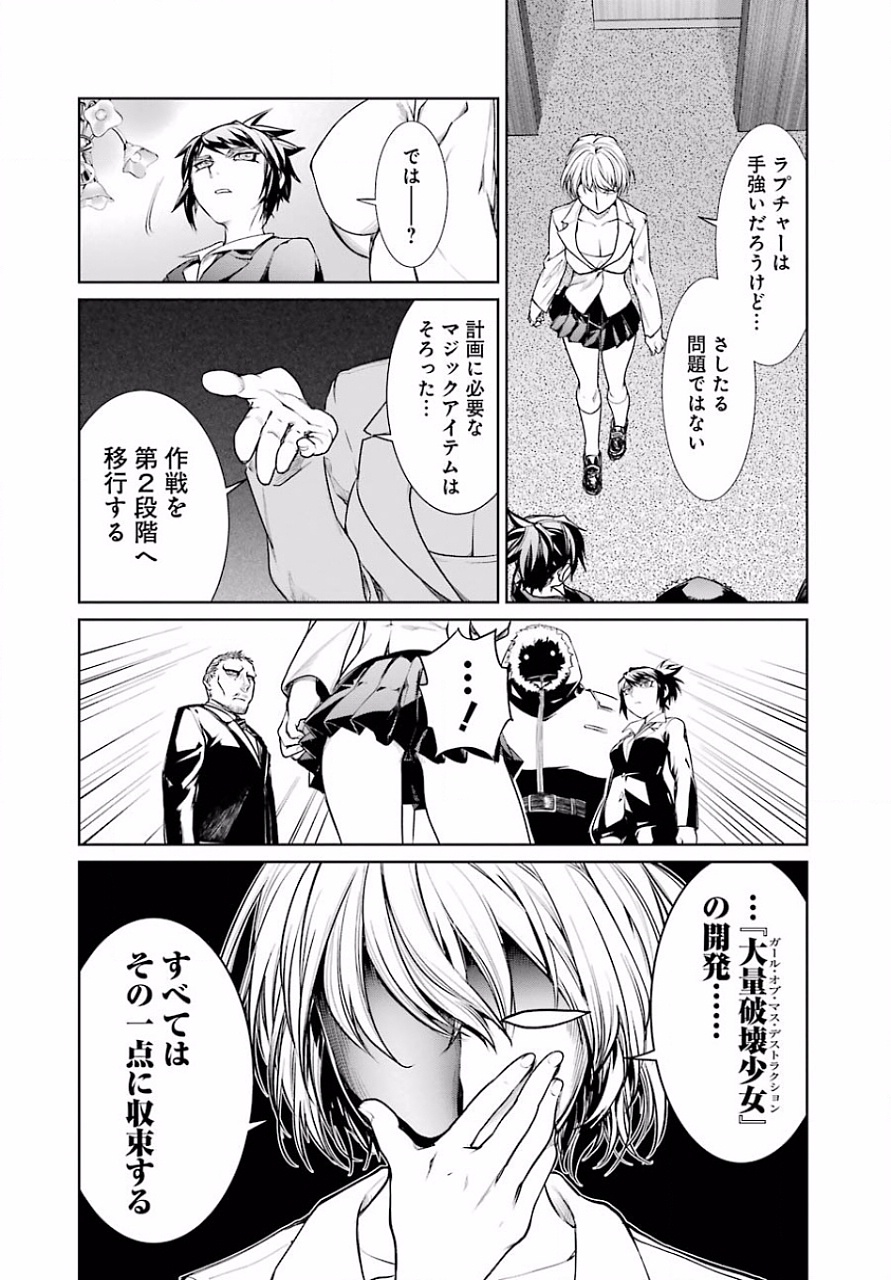 ラプチャーは
手強いだろうけど…
さしたる
問題ではない
では――？
計画に必要な
マジックアイテムは
そろった…
作戦を
第2段階へ
移行する
…！
…『大量破壊少女』
ガール・オブ・マス・デストラクション
の開発……
すべては
その一点に収束する